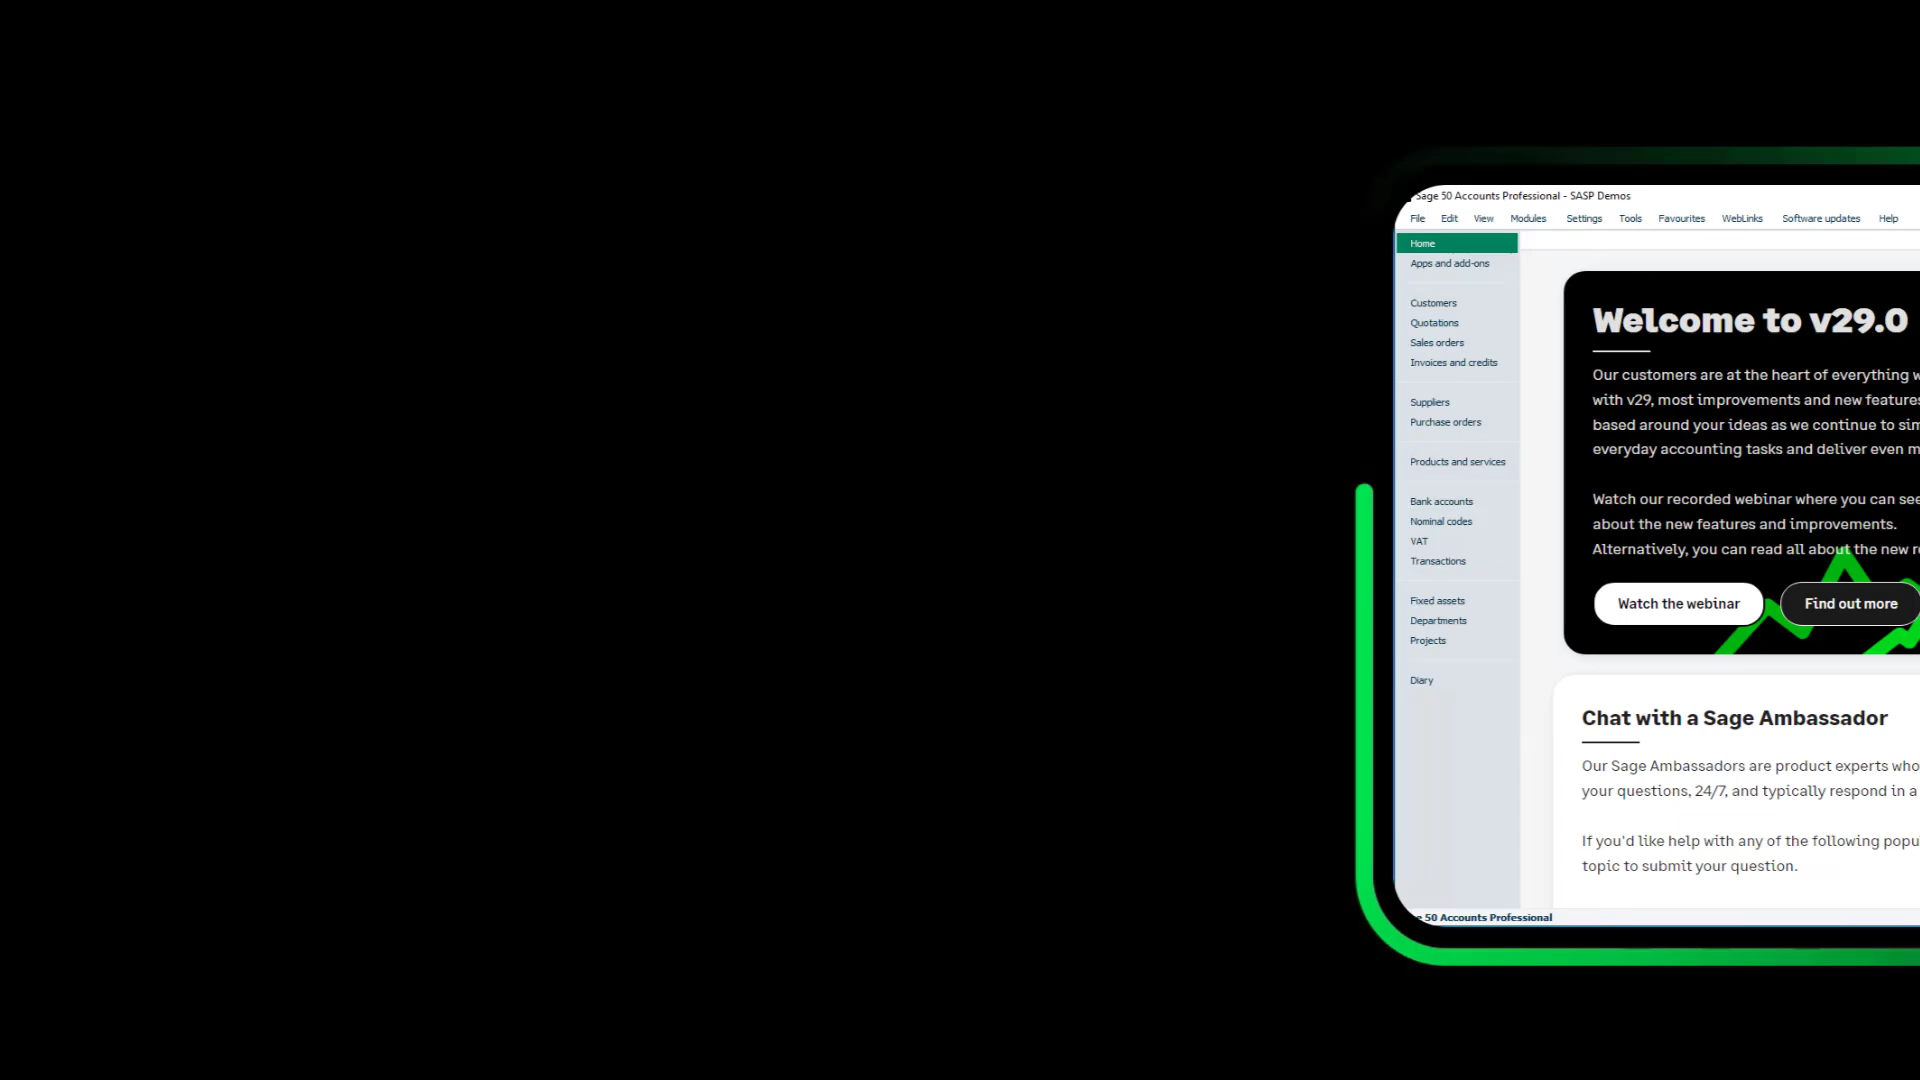 Sage 50 Accounts Professional - SASP Demos
File Edit View Modules Settings Tools Favourites WebLinks Software updates Help
Home
Apps and add-ons
Customers
Quotations
Sales orders
Invoices and credits
Suppliers
Purchase orders
Products and services
Bank accounts
Nominal codes
VAT
Transactions
Fixed assets
Departments
Projects
Diary
Welcome to v29.0
Our customers are at the heart of everything
with v29, most improvements and new features
based around your ideas as we continue to
everyday accounting tasks and deliver even
Watch our recorded webinar where you can see
about the new features and improvements.
Alternatively, you can read all about the new
Watch the webinar
Find out more
Chat with a Sage Ambassador
Our Sage Ambassadors are product experts who
your questions, 24/7, and typically respond in a
If you'd like help with any of the following
topic to submit your question.
50 Accounts Professional